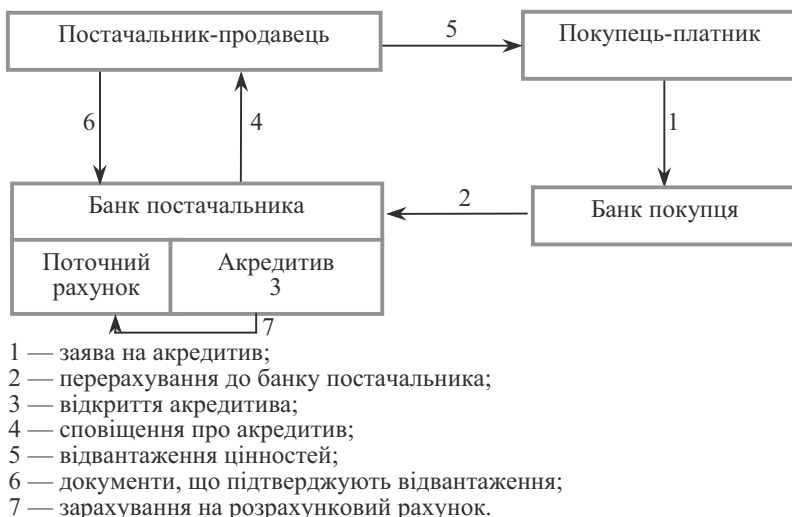 Постачальник-продавець
5
Покупець-платник
6
4
1
Банк постачальника
2
Банк покупця
Поточний
рахунок
Акредитив
3
7
1 — заява на акредитив;
2 — перерахування до банку постачальника;
3 — відкриття акредитива;
4 — сповіщення про акредитив;
5 — відвантаження цінностей;
6 — документи, що підтверджують відвантаження;
7 — зарахування на розрахунковий рахунок.